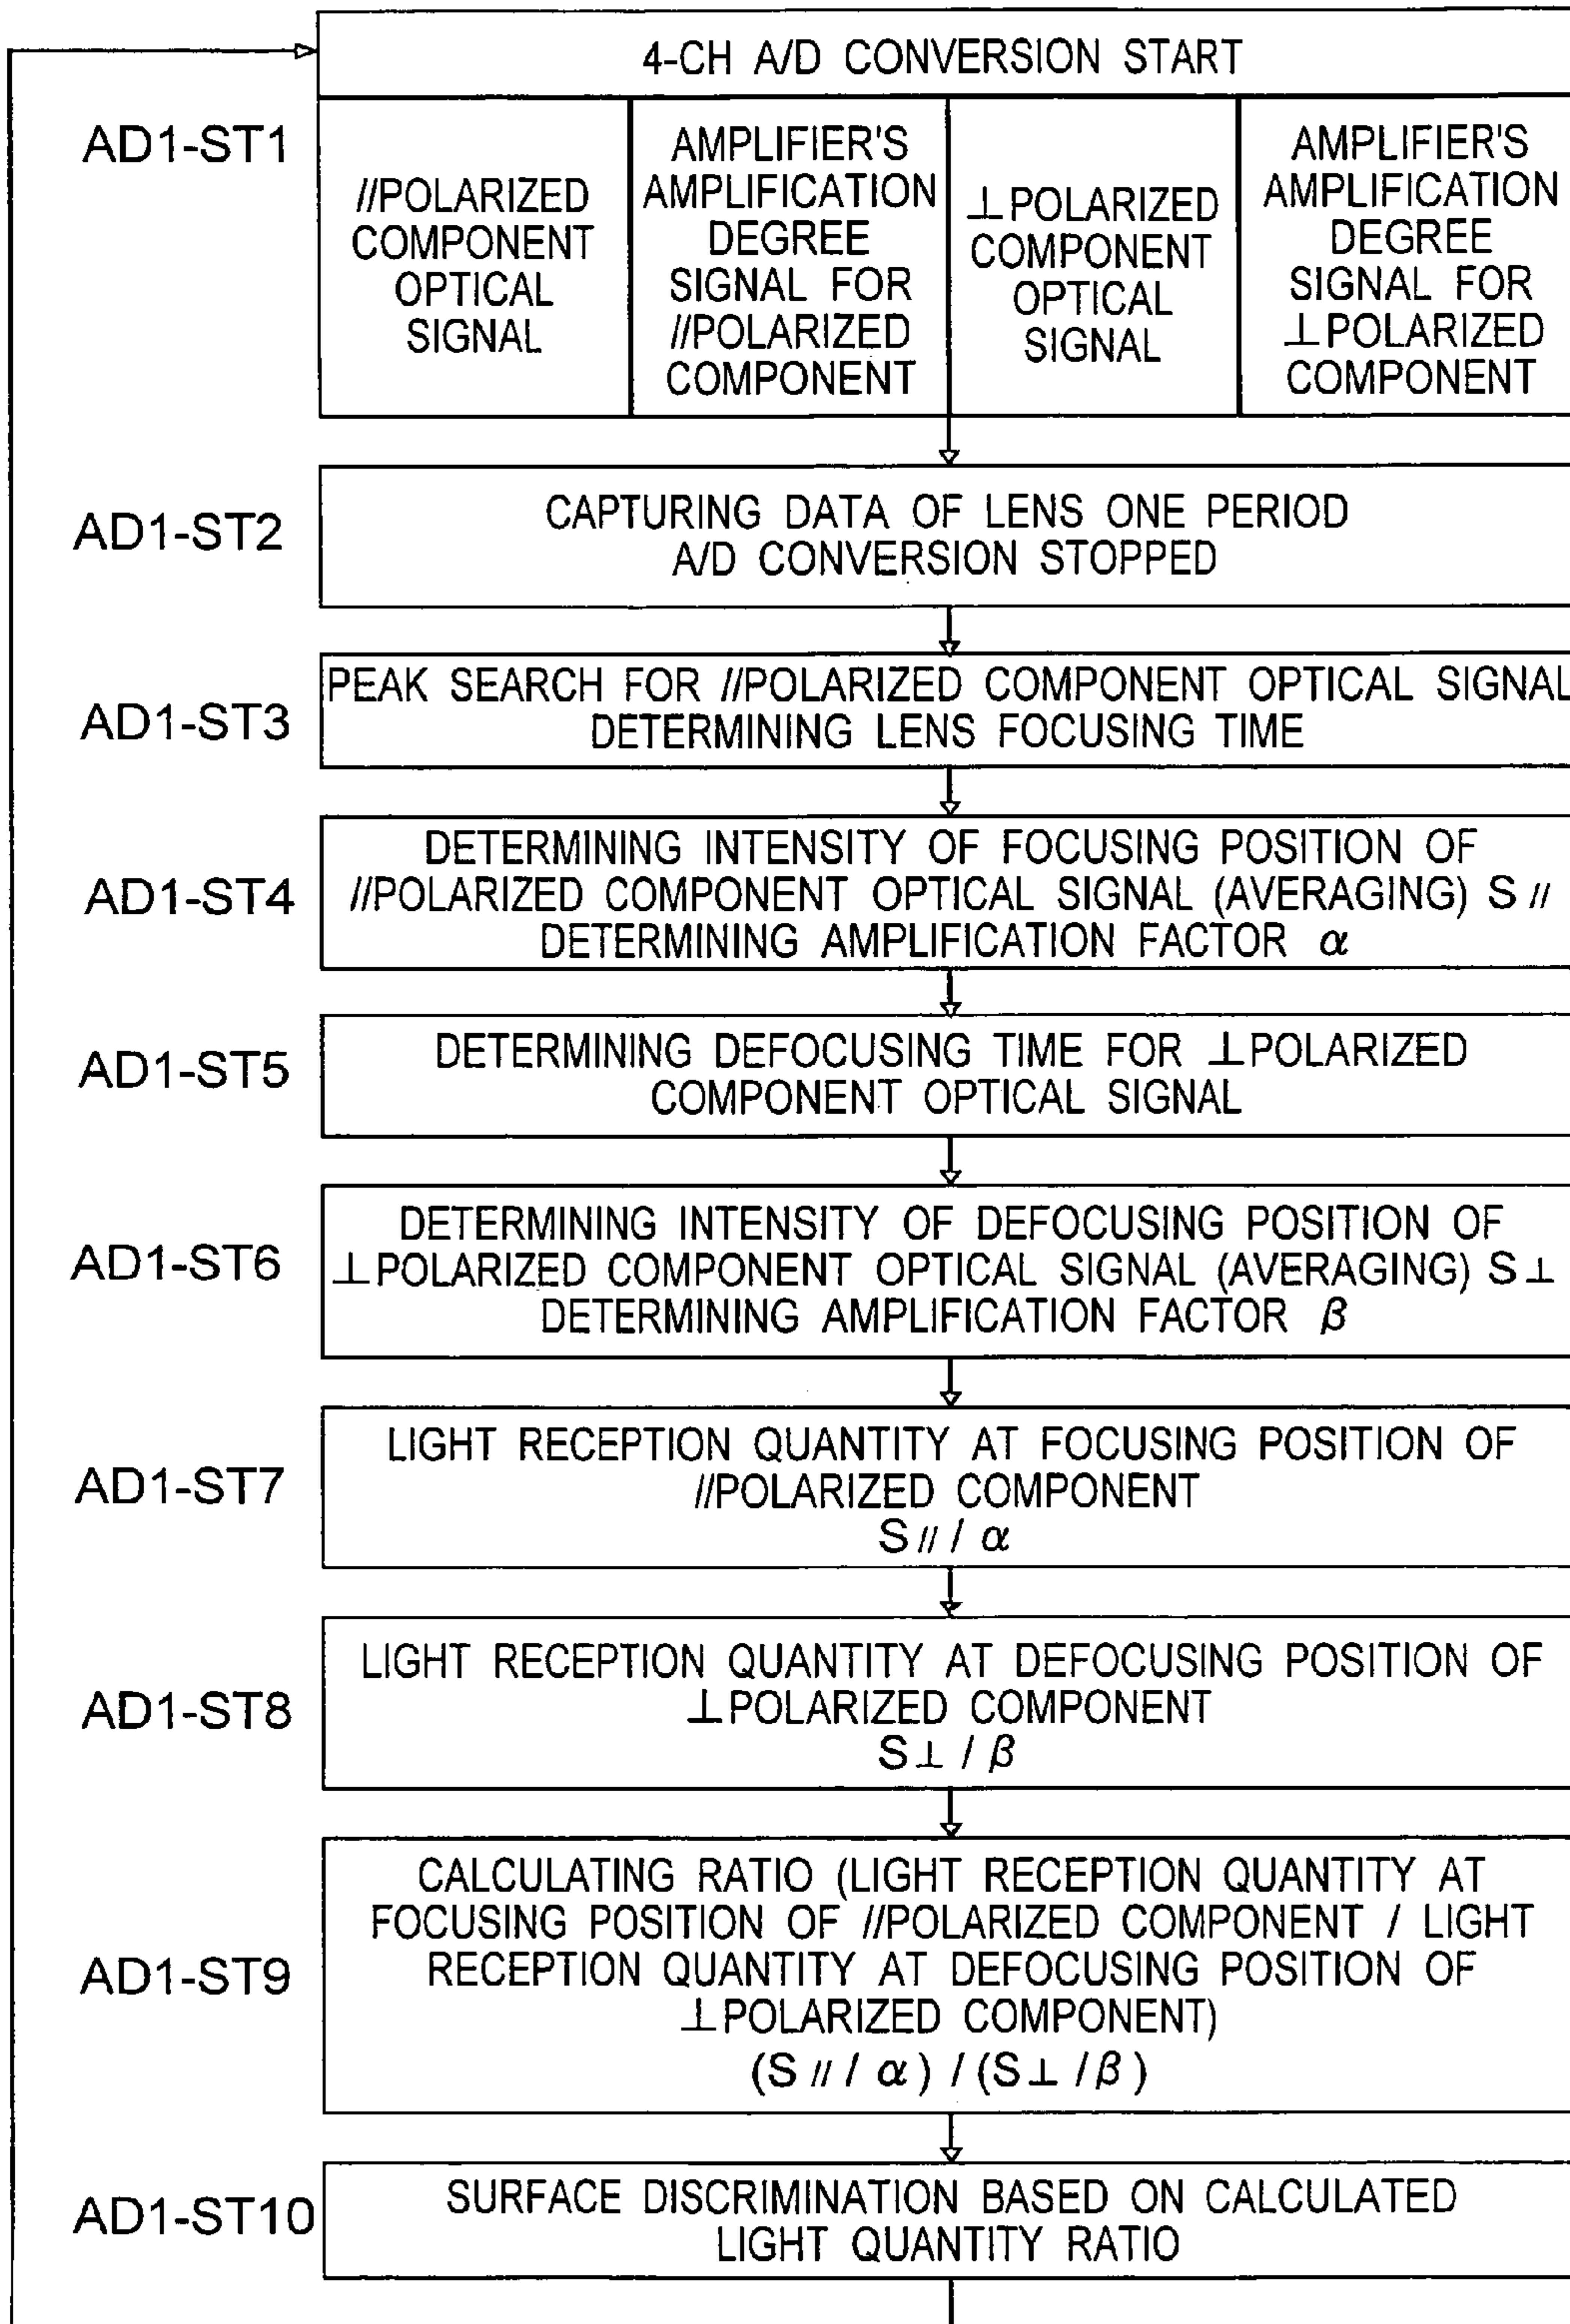 4-CH A/D CONVERSION START
AD1-ST1
//POLARIZED
COMPONENT
OPTICAL
SIGNAL
AMPLIFIER'S
AMPLIFICATION
DEGREE
SIGNAL FOR
//POLARIZED
COMPONENT
⊥POLARIZED
COMPONENT
OPTICAL
SIGNAL
AMPLIFIER'S
AMPLIFICATION
DEGREE
SIGNAL FOR
⊥POLARIZED
COMPONENT
AD1-ST2
CAPTURING DATA OF LENS ONE PERIOD
A/D CONVERSION STOPPED
AD1-ST3
PEAK SEARCH FOR //POLARIZED COMPONENT OPTICAL SIGNAL
DETERMINING LENS FOCUSING TIME
AD1-ST4
DETERMINING INTENSITY OF FOCUSING POSITION OF
//POLARIZED COMPONENT OPTICAL SIGNAL (AVERAGING) S //
DETERMINING AMPLIFICATION FACTOR α
AD1-ST5
DETERMINING DEFOCUSING TIME FOR ⊥POLARIZED
COMPONENT OPTICAL SIGNAL
AD1-ST6
DETERMINING INTENSITY OF DEFOCUSING POSITION OF
⊥POLARIZED COMPONENT OPTICAL SIGNAL (AVERAGING) S⊥
DETERMINING AMPLIFICATION FACTOR β
AD1-ST7
LIGHT RECEPTION QUANTITY AT FOCUSING POSITION OF
//POLARIZED COMPONENT
S // / α
AD1-ST8
LIGHT RECEPTION QUANTITY AT DEFOCUSING POSITION OF
⊥POLARIZED COMPONENT
S⊥ / β
AD1-ST9
CALCULATING RATIO (LIGHT RECEPTION QUANTITY AT
FOCUSING POSITION OF //POLARIZED COMPONENT / LIGHT
RECEPTION QUANTITY AT DEFOCUSING POSITION OF
⊥POLARIZED COMPONENT)
(S // / α) / (S⊥ / β)
AD1-ST10
SURFACE DISCRIMINATION BASED ON CALCULATED
LIGHT QUANTITY RATIO